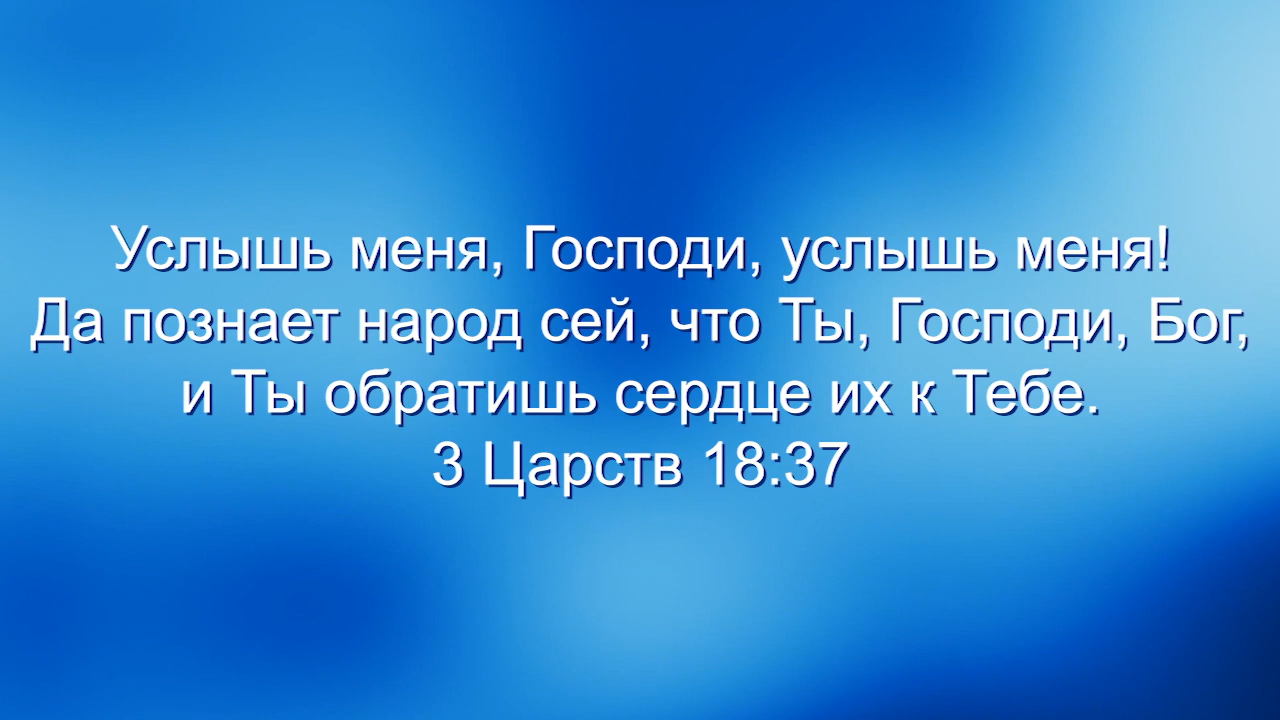 Услышь меня, Господи, услышь меня!
Да познает народ сей, что Ты, Господи, Бог,
и Ты обратишь сердце их к Тебе.
3 Царств 18:37